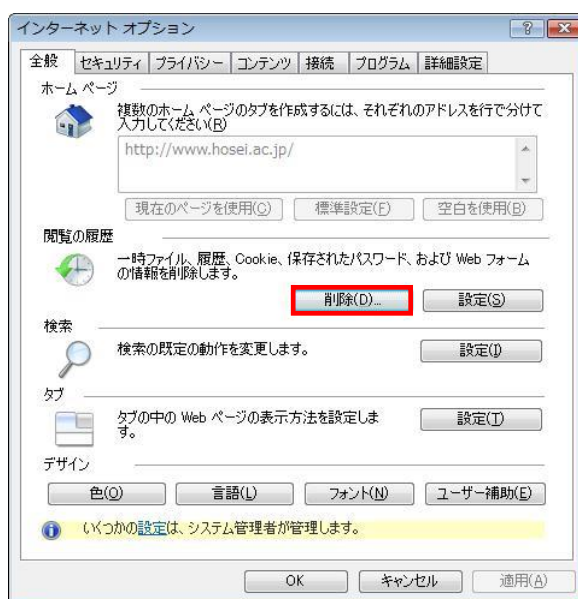 インターネット オプション
全般 セキュリティ プライバシー コンテンツ 接続 プログラム 詳細設定
ホーム ページ
複数のホーム ページのタブを作成するには、それぞれのアドレスを行で分けて
入力してください(R)
http://www.hosei.ac.jp/
現在のページを使用(C) 標準設定(F) 空白を使用(B)
閲覧の履歴
一時ファイル、履歴、Cookie、保存されたパスワード、および Web フォーム
の情報を削除します。
削除(D)... 設定(S)
検索
検索の既定の動作を変更します。 設定(I)
タブ
タブの中の Web ページの表示方法を設定しま
す。
設定(T)
デザイン
色(O) 言語(L) フォント(N) ユーザー補助(E)
いくつかの設定は、システム管理者が管理します。
OK キャンセル 適用(A)